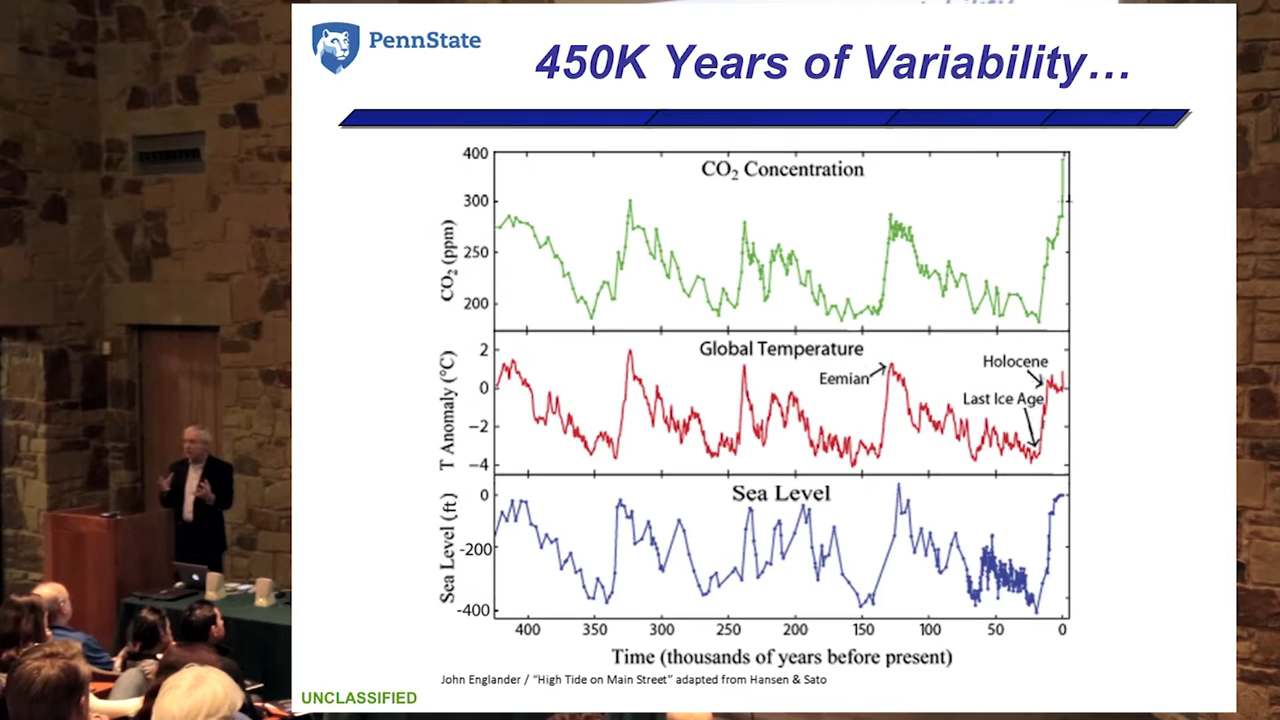 PennState
450K Years of Variability...
400
300
250
200
CO₂ (ppm)
CO₂ Concentration
2
0
−2
−4
T Anomaly (°C)
Global Temperature
Eemian
Holocene
Last Ice Age
0
-200
-400
Sea Level (ft)
Sea Level
400 350 300 250 200 150 100 50 0
Time (thousands of years before present)
John Englander / "High Tide on Main Street" adapted from Hansen & Sato
UNCLASSIFIED